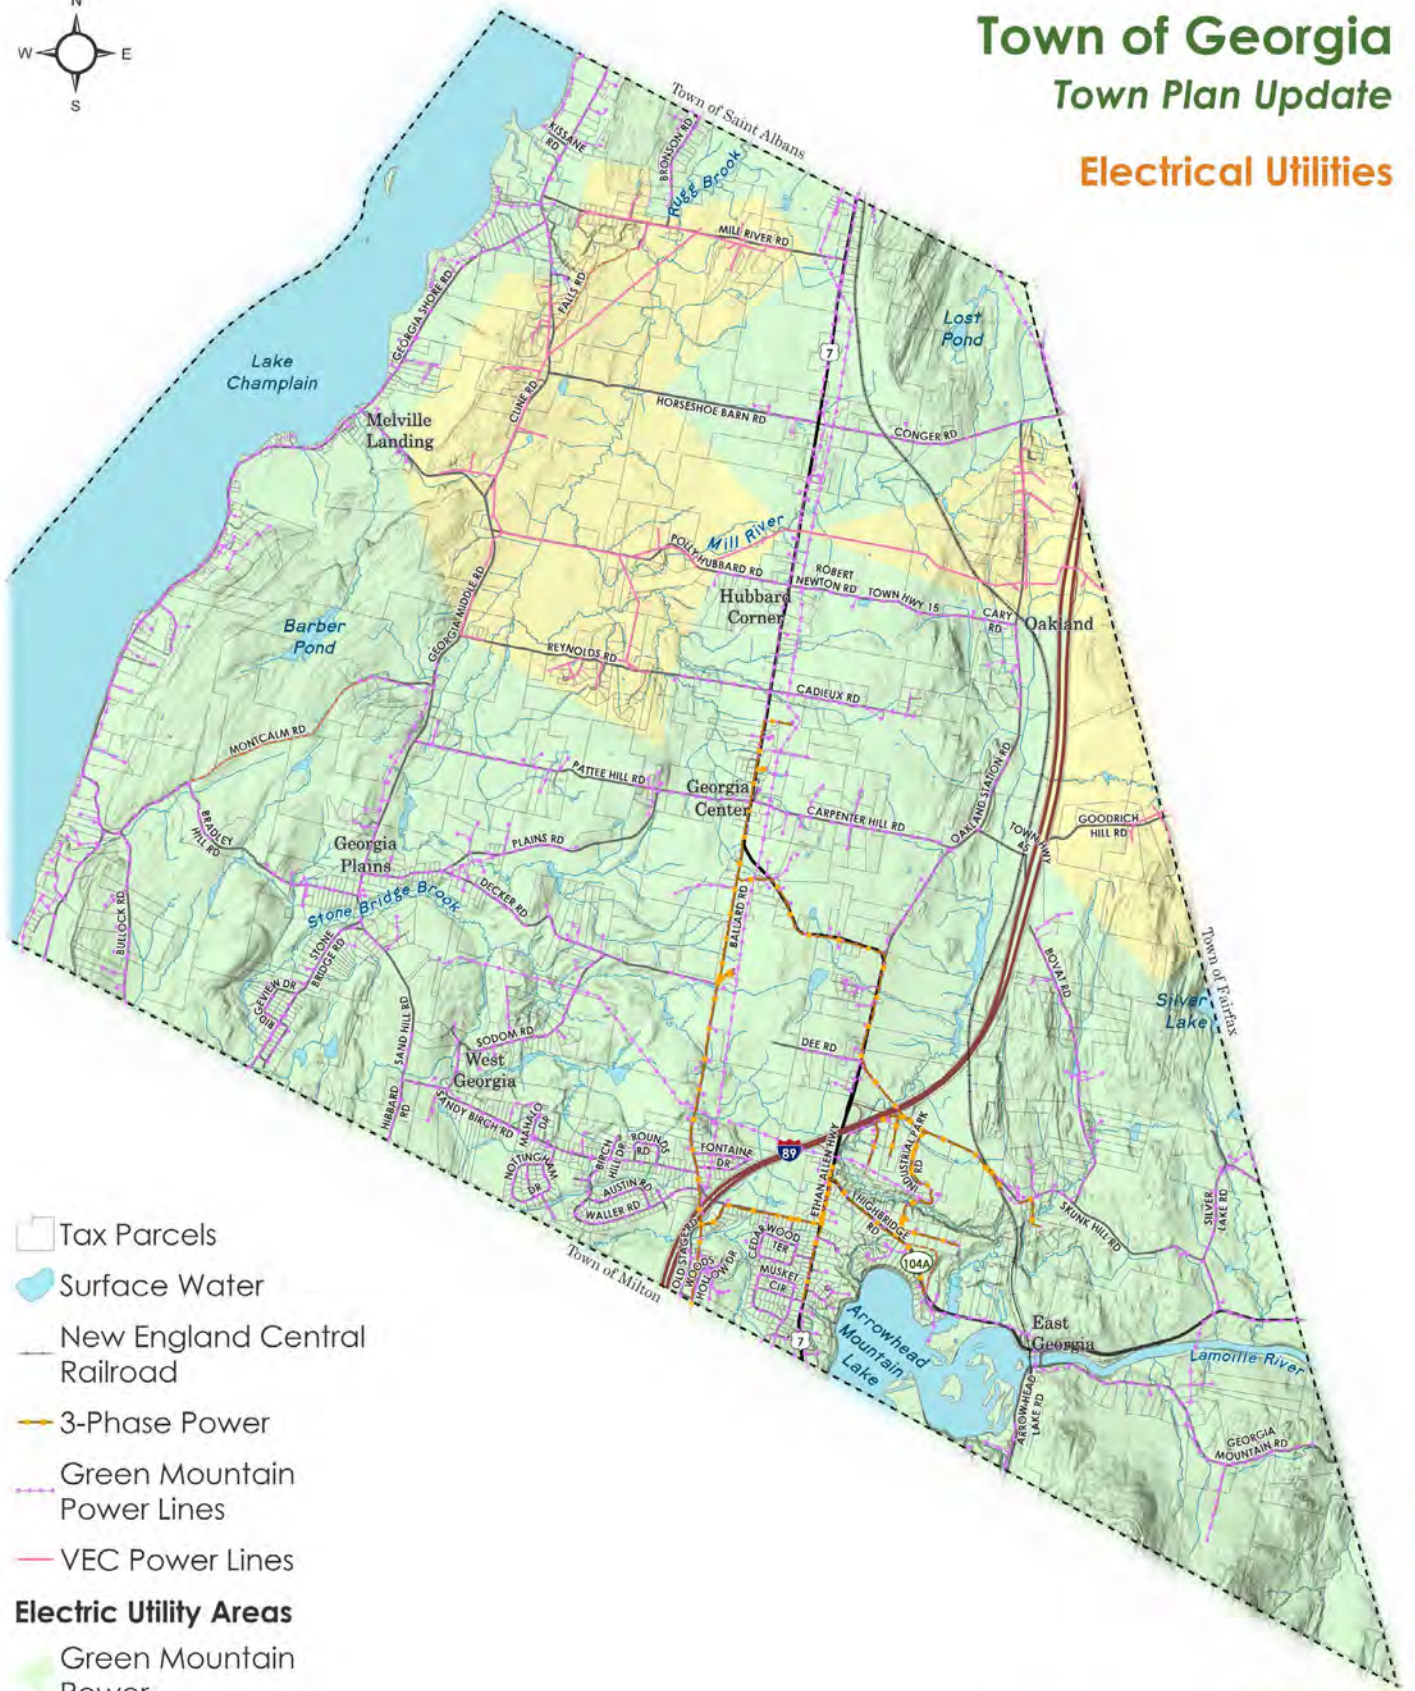 N
W
E
S
Town of Georgia
Town Plan Update
Electrical Utilities
Town of Saint Albans
KISSANE
RD
BRONSON RD
Rugg Brook
MILL RIVER RD
FALLS RD
GEORGIA SHORE RD
Lost
Pond
7
Lake
Champlain
CLINE RD
HORSESHOE BARN RD
CONGER RD
Melville
Landing
Mill River
POLLY HUBBARD RD
ROBERT
NEWTON RD
TOWN HWY 15
CARY
RD
Hubbard
Corner
Oakland
GEORGIA MIDDLE RD
Barber
Pond
REYNOLDS RD
CADIEUX RD
MONTCALM RD
PATTEE HILL RD
Georgia
Center
OAKLAND STATION RD
CARPENTER HILL RD
TOWN HWY
45
GOODRICH
HILL RD
BRADLEY
HILL RD
Georgia
Plains
PLAINS RD
DECKER RD
Stone Bridge Brook
BULLOCK RD
STONE
BRIDGE RD
BALLARD RD
BOVAT RD
Town of Fairfax
RIDGEVIEW DR
SAND HILL RD
Silver
Lake
SODOM RD
DEE RD
West
Georgia
HIBBARD
RD
SANDY BIRCH RD
MAHALO
DR
NOTTINGHAM
DR
BIRCH
HILL DR
ROUNDS
RD
FONTAINE
DR
89
INDUSTRIAL PARK
RD
ETHAN ALLEN HWY
AUSTIN RD
WALLER RD
HIGHBRIDGE
RD
SKUNK HILL RD
SILVER
LAKE RD
OLD STAGE RD
WOODS
HOLLOW DR
CEDARWOOD
TER
MUSKET
CIR
104A
Town of Milton
7
Arrowhead
Mountain
Lake
East
Georgia
Lamoille River
ARROWHEAD
LAKE RD
GEORGIA
MOUNTAIN RD
Tax Parcels
Surface Water
New England Central
Railroad
3-Phase Power
Green Mountain
Power Lines
VEC Power Lines
Electric Utility Areas
Green Mountain
Power